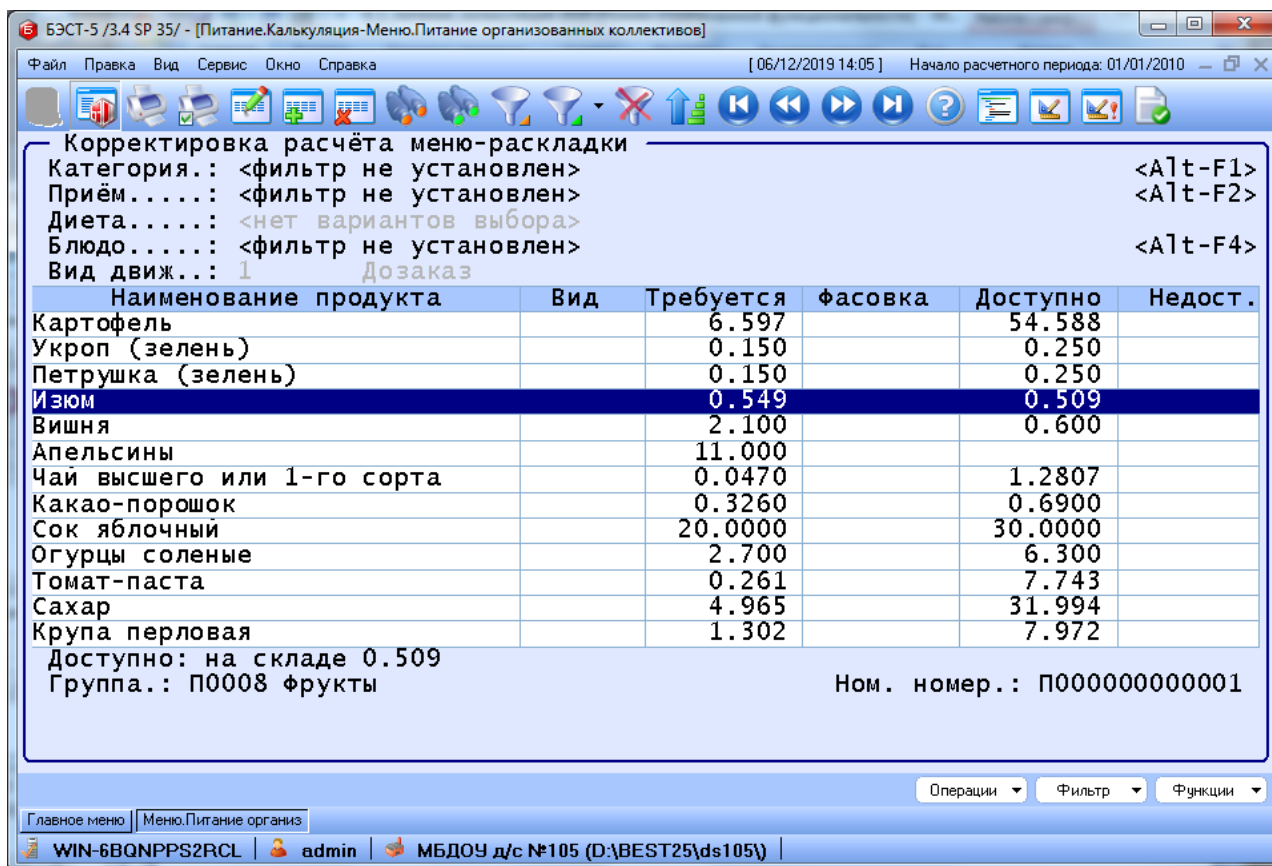 БЭСТ-5 /3.4 SP 35/ - [Питание.Калькуляция-Меню.Питание организованных коллективов]
Файл Правка Вид Сервис Окно Справка [ 06/12/2019 14:05 ] Начало расчетного периода: 01/01/2010
Корректировка расчёта меню-раскладки
Категория.: <фильтр не установлен> <Alt-F1>
Приём.....: <фильтр не установлен> <Alt-F2>
Диета.....: <нет вариантов выбора>
Блюдо.....: <фильтр не установлен> <Alt-F4>
Вид движ..: 1 Дозаказ
Наименование продукта Вид Требуется Фасовка Доступно Недост.
Картофель 6.597 54.588
Укроп (зелень) 0.150 0.250
Петрушка (зелень) 0.150 0.250
Изюм 0.549 0.509
Вишня 2.100 0.600
Апельсины 11.000
Чай высшего или 1-го сорта 0.0470 1.2807
Какао-порошок 0.3260 0.6900
Сок яблочный 20.0000 30.0000
Огурцы соленые 2.700 6.300
Томат-паста 0.261 7.743
Сахар 4.965 31.994
Крупа перловая 1.302 7.972
Доступно: на складе 0.509
Группа.: П0008 Фрукты Ном. номер.: П000000000001
Операции Фильтр Функции
Главное меню Меню.Питание организ
WIN-6BQNPPS2RCL admin МБДОУ д/с №105 (D:\BEST25\ds105\)